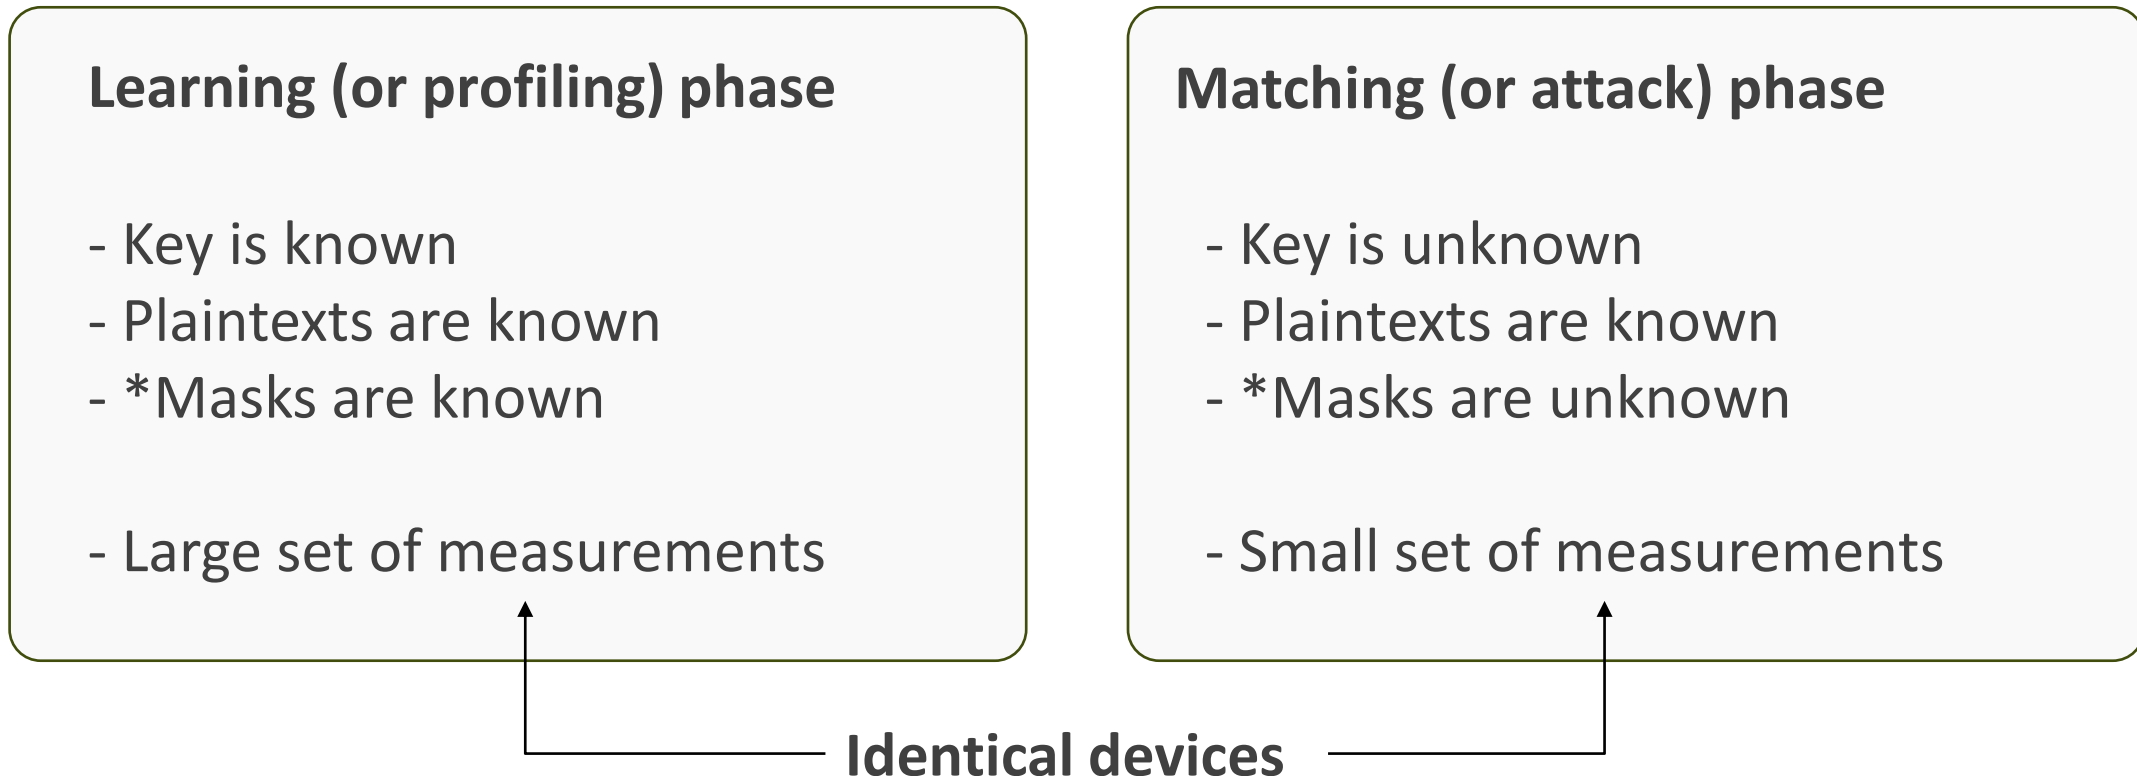 Learning (or profiling) phase
- Key is known
- Plaintexts are known
- *Masks are known
- Large set of measurements
Matching (or attack) phase
- Key is unknown
- Plaintexts are known
- *Masks are unknown
- Small set of measurements
Identical devices